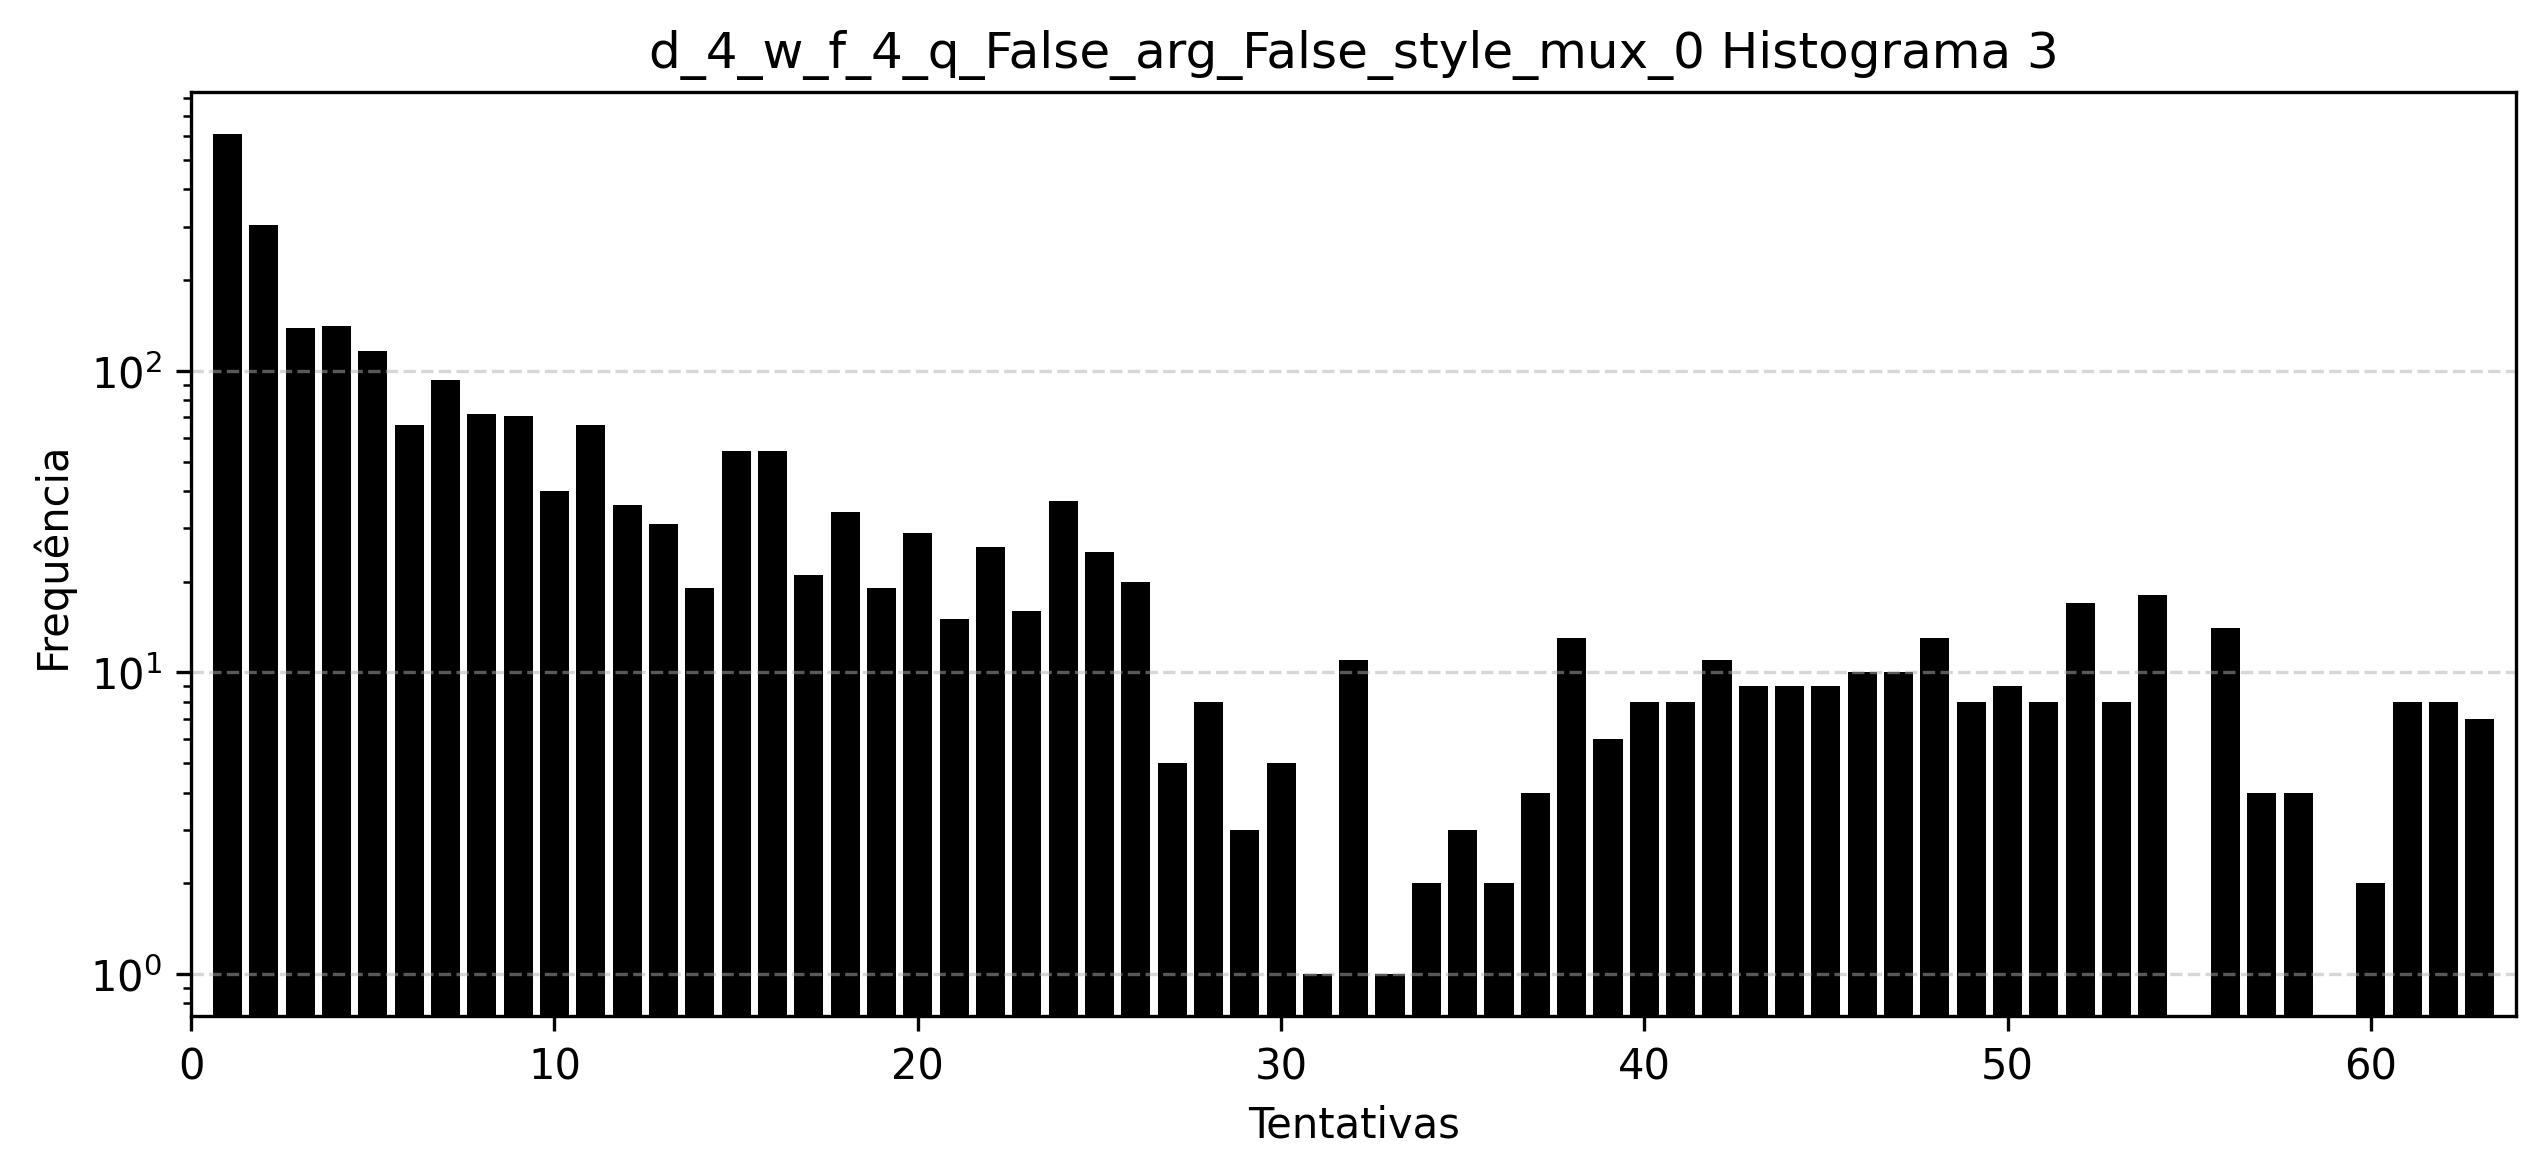 d_4_w_f_4_q_False_arg_False_style_mux_0 Histograma 3
Frequência
10²
10¹
10⁰
0 10 20 30 40 50 60
Tentativas